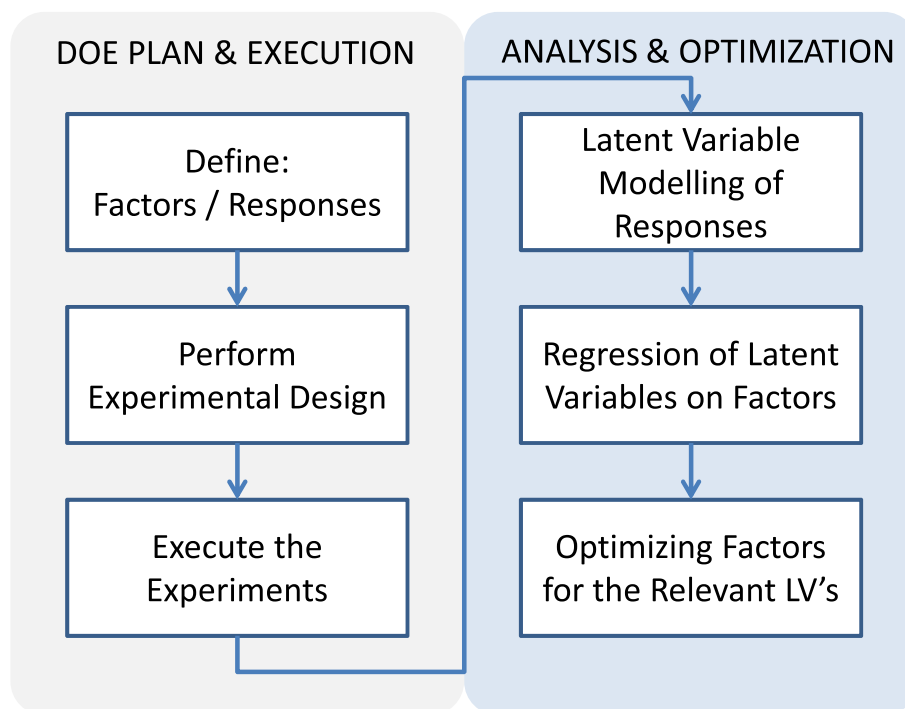 DOE PLAN & EXECUTION
Define:
Factors / Responses
Perform
Experimental Design
Execute the
Experiments
ANALYSIS & OPTIMIZATION
Latent Variable
Modelling of
Responses
Regression of Latent
Variables on Factors
Optimizing Factors
for the Relevant LV’s